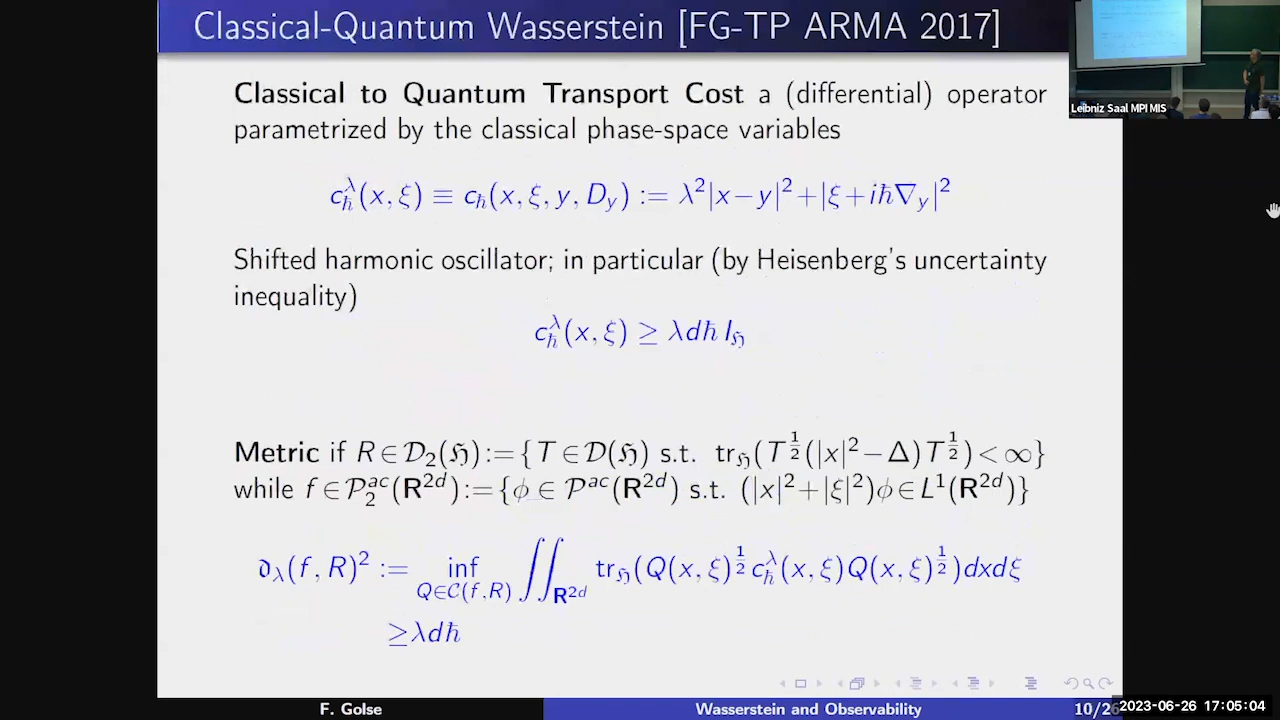 Classical-Quantum Wasserstein [FG-TP ARMA 2017]
Leibniz Saal MPI MIS
Classical to Quantum Transport Cost a (differential) operator
parametrized by the classical phase-space variables
c_ħ^λ(x, ξ) ≡ c_ħ(x, ξ, y, D_y) := λ²|x−y|²+|ξ+iħ∇_y|²
Shifted harmonic oscillator; in particular (by Heisenberg's uncertainty
inequality)
c_ħ^λ(x, ξ) ≥ λdħ I_ℌ
Metric if R∈𝒟₂(ℌ):={T∈𝒟(ℌ) s.t. tr_ℌ(T^{1/2}(|x|²−Δ)T^{1/2})<∞}
while f∈𝒫₂^{ac}(R^{2d}):={ϕ∈𝒫^{ac}(R^{2d}) s.t. (|x|²+|ξ|²)ϕ∈L¹(R^{2d})}
𝔡_λ(f, R)² := inf_{Q∈𝒞(f,R)} ∬_{R^{2d}} tr_ℌ(Q(x, ξ)^{1/2} c_ħ^λ(x, ξ)Q(x, ξ)^{1/2})dxdξ
≥λdħ
F. Golse
Wasserstein and Observability
10/26
2023-06-26 17:05:04